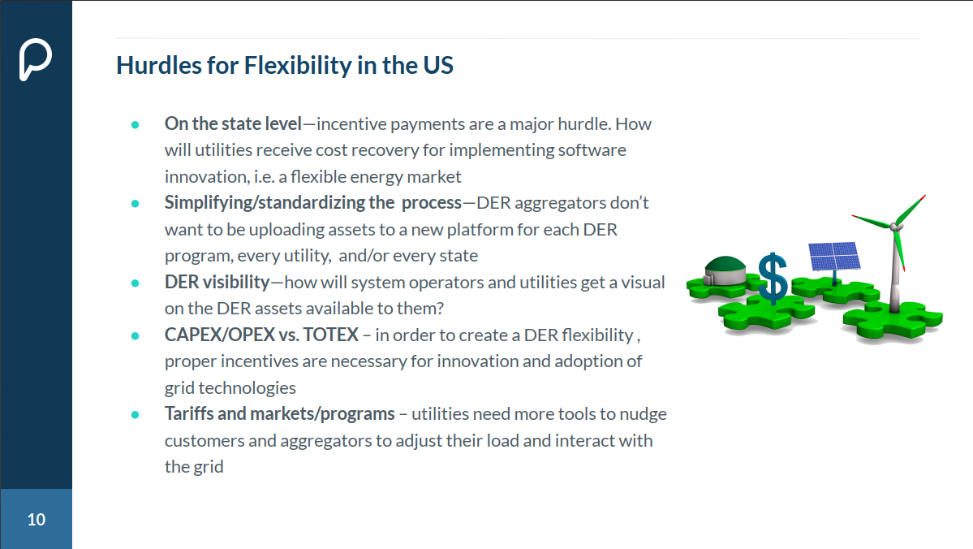 Hurdles for Flexibility in the US
On the state level—incentive payments are a major hurdle. How
will utilities receive cost recovery for implementing software
innovation, i.e. a flexible energy market
Simplifying/standardizing the process—DER aggregators don't
want to be uploading assets to a new platform for each DER
program, every utility, and/or every state
DER visibility—how will system operators and utilities get a visual
on the DER assets available to them?
CAPEX/OPEX vs. TOTEX – in order to create a DER flexibility ,
proper incentives are necessary for innovation and adoption of
grid technologies
Tariffs and markets/programs – utilities need more tools to nudge
customers and aggregators to adjust their load and interact with
the grid
$
10